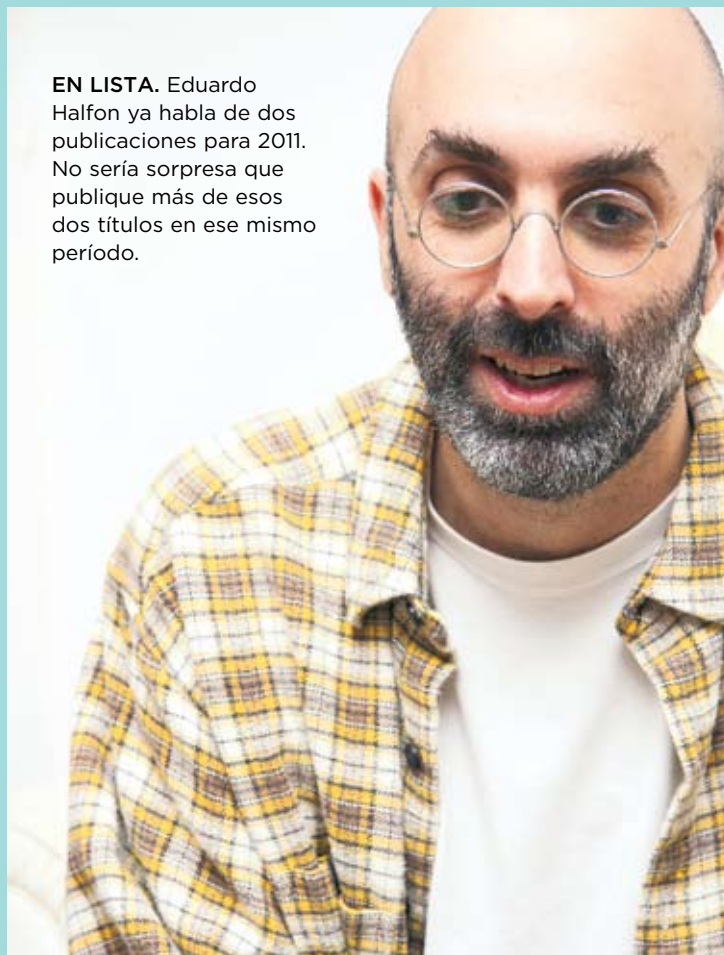 EN LISTA. Eduardo
Halfon ya habla de dos
publicaciones para 2011.
No sería sorpresa que
publique más de esos
dos títulos en ese mismo
período.